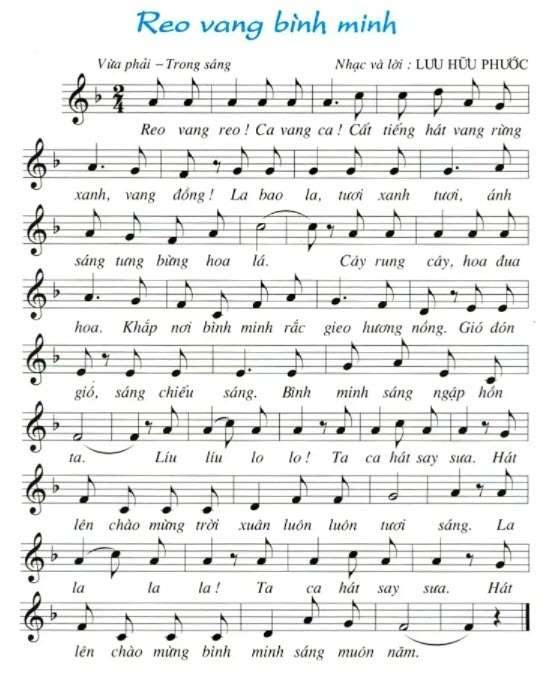 Reo vang bình minh
Vừa phải – Trong sáng Nhạc và lời : LƯU HỮU PHƯỚC
2
4
Reo vang reo ! Ca vang ca ! Cất tiếng hát vang rừng
xanh, vang đồng ! La bao la, tươi xanh tươi, ánh
sáng tưng bừng hoa lá. Cây rung cây, hoa đua
hoa. Khắp nơi bình minh rắc gieo hương nồng. Gió đón
gió, sáng chiếu sáng. Bình minh sáng ngập hồn
ta. Líu líu lo lo ! Ta ca hát say sưa. Hát
lên chào mừng trời xuân luôn luôn tươi sáng. La
la la la ! Ta ca hát say sưa. Hát
lên chào mừng bình minh sáng muôn năm.